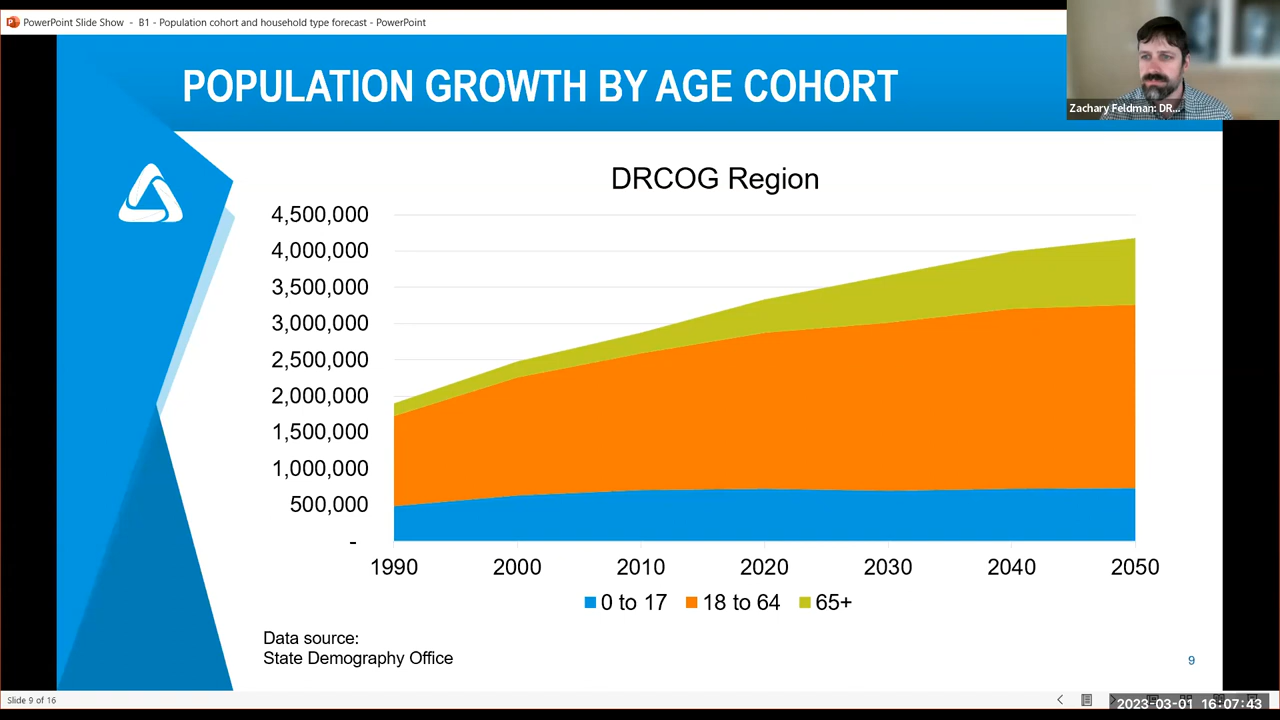 PowerPoint Slide Show - B1 - Population cohort and household type forecast - PowerPoint
Zachary Feldman: DR...
POPULATION GROWTH BY AGE COHORT
DRCOG Region
4,500,000
4,000,000
3,500,000
3,000,000
2,500,000
2,000,000
1,500,000
1,000,000
500,000
-
1990 2000 2010 2020 2030 2040 2050
0 to 17 18 to 64 65+
Data source:
State Demography Office
9
Slide 9 of 16
2023-03-01 16:07:43